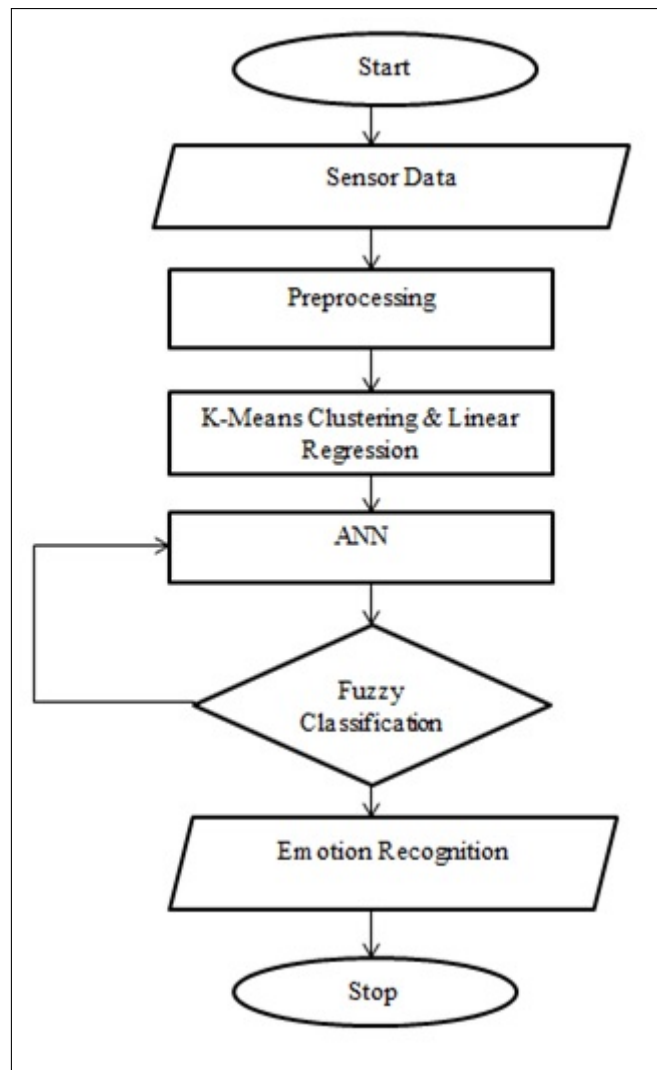 Start
Sensor Data
Preprocessing
K-Means Clustering & Linear
Regression
ANN
Fuzzy
Classification
Emotion Recognition
Stop